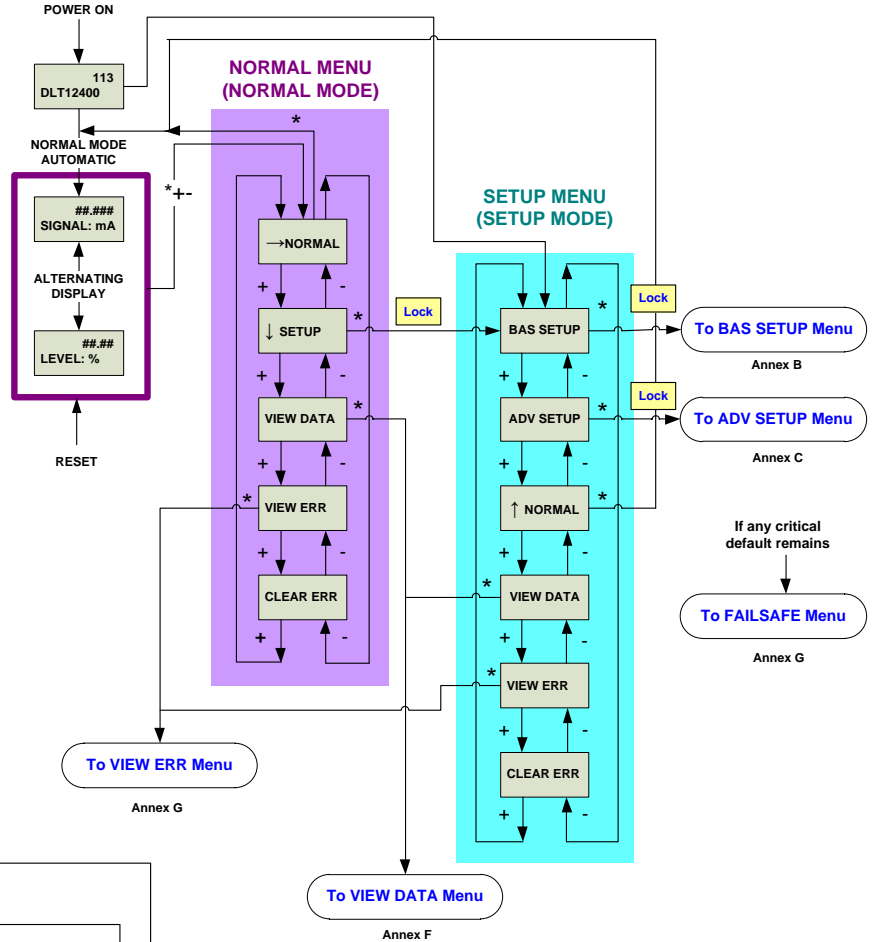 POWER ON
113
DLT12400
NORMAL MODE
AUTOMATIC
##.###
SIGNAL: mA
ALTERNATING
DISPLAY
##.##
LEVEL: %
RESET
*+-
NORMAL MENU
(NORMAL MODE)
*
→NORMAL
+ -
↓ SETUP
*
Lock
+ -
VIEW DATA
*
+ -
* VIEW ERR
+ -
CLEAR ERR
+ -
SETUP MENU
(SETUP MODE)
BAS SETUP
*
Lock
To BAS SETUP Menu
Annex B
+ -
ADV SETUP
*
Lock
To ADV SETUP Menu
Annex C
+ -
↑ NORMAL
*
+ -
* VIEW DATA
+ -
* VIEW ERR
+ -
CLEAR ERR
+ -
If any critical
default remains
To FAILSAFE Menu
Annex G
To VIEW ERR Menu
Annex G
To VIEW DATA Menu
Annex F